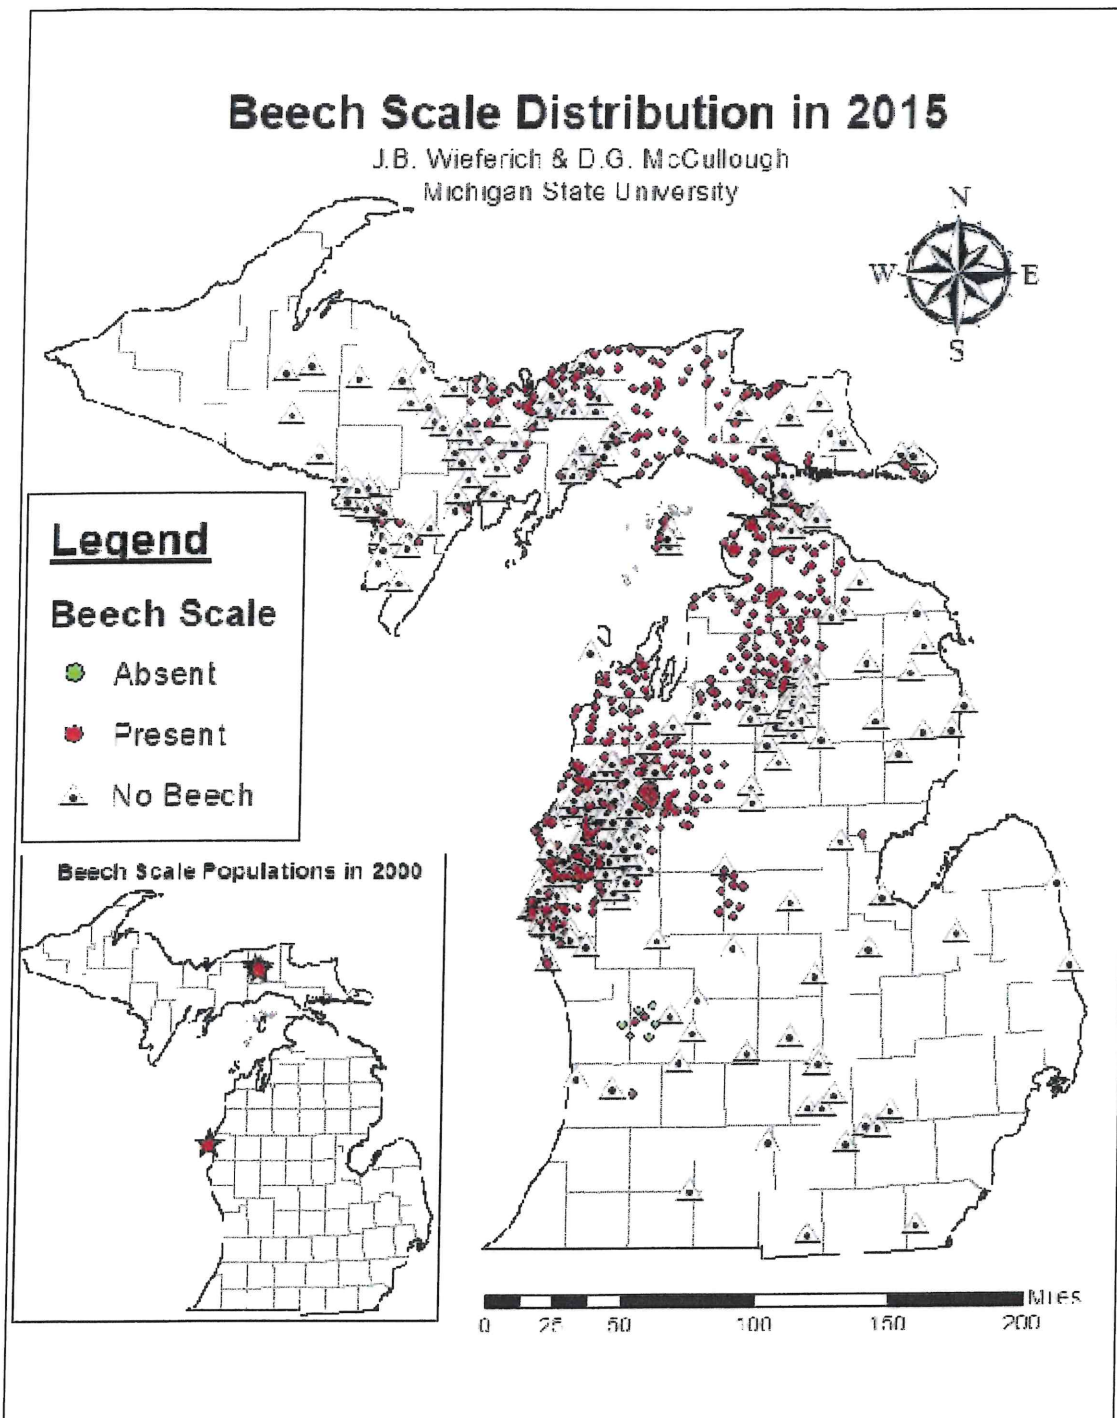 Beech Scale Distribution in 2015
J.B. Wieferich & D.G. McCullough
Michigan State University
N
W
E
S
Legend
Beech Scale
Absent
Present
No Beech
Beech Scale Populations in 2000
Miles
0 25 50 100 150 200